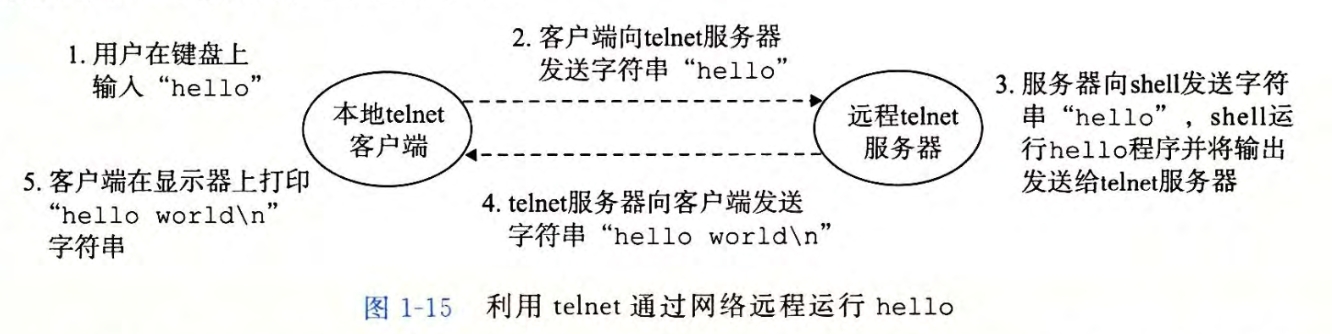 1. 用户在键盘上
输入“hello”
2. 客户端向telnet服务器
发送字符串“hello”
本地telnet
客户端
远程telnet
服务器
3. 服务器向shell发送字符
串“hello”，shell运
行hello程序并将输出
发送给telnet服务器
4. telnet服务器向客户端发送
字符串“hello world\n”
5. 客户端在显示器上打印
“hello world\n”
字符串
图 1-15 利用 telnet 通过网络远程运行 hello